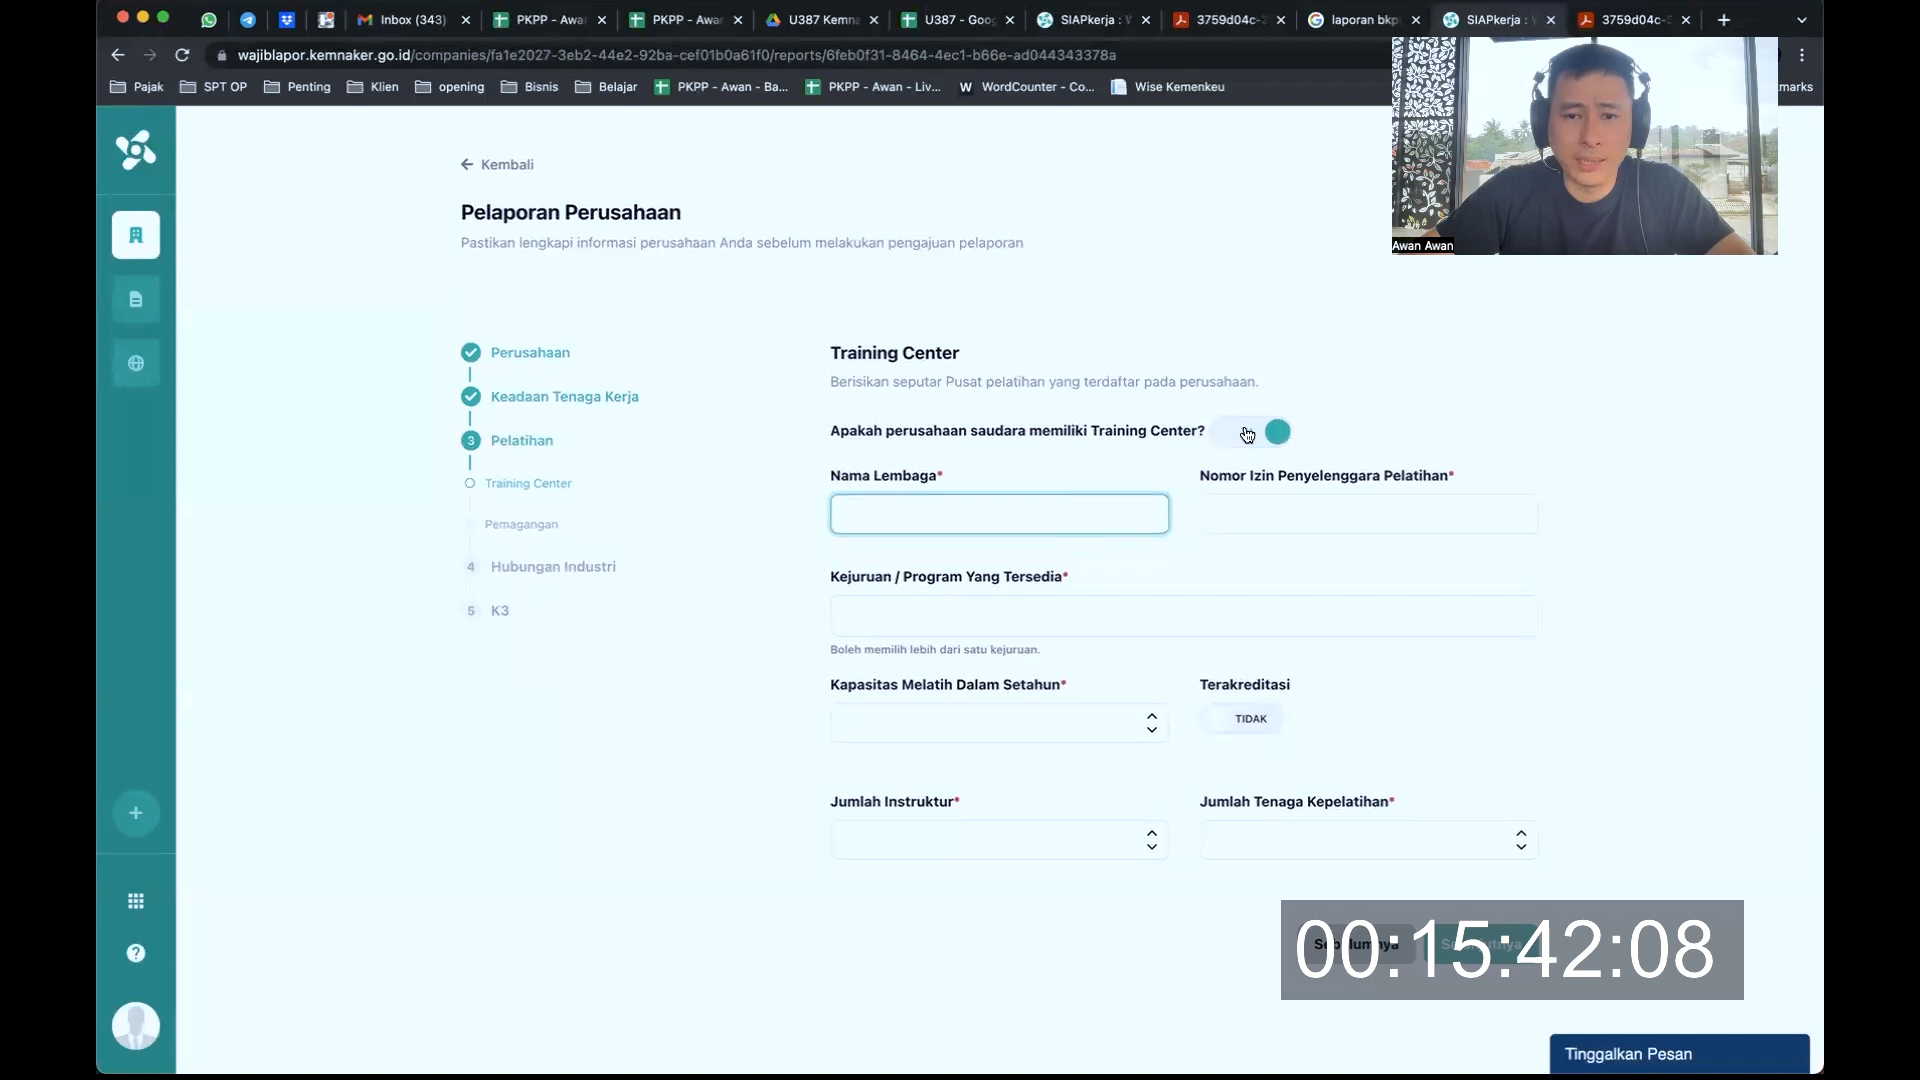 Inbox (343)
PKPP - Awa
PKPP - Awa
U387 Kemn
U387 - Goo
SIAPkerja :
3759d04c-
laporan bkp
SIAPkerja :
3759d04c-
wajiblapor.kemnaker.go.id/companies/fa1e2027-3eb2-44e2-92ba-cef01b0a61f0/reports/6feb0f31-8464-4ec1-b66e-ad044343378a
Pajak
SPT OP
Penting
Klien
opening
Bisnis
Belajar
PKPP - Awan - Ba...
PKPP - Awan - Liv...
W WordCounter - Co...
Wise Kemenkeu
marks
Awan Awan
Kembali
Pelaporan Perusahaan
Pastikan lengkapi informasi perusahaan Anda sebelum melakukan pengajuan pelaporan
Perusahaan
Keadaan Tenaga Kerja
3 Pelatihan
Training Center
Pemagangan
4 Hubungan Industri
5 K3
Training Center
Berisikan seputar Pusat pelatihan yang terdaftar pada perusahaan.
Apakah perusahaan saudara memiliki Training Center?
Nama Lembaga*
Nomor Izin Penyelenggara Pelatihan*
Kejuruan / Program Yang Tersedia*
Boleh memilih lebih dari satu kejuruan.
Kapasitas Melatih Dalam Setahun*
Terakreditasi
TIDAK
Jumlah Instruktur*
Jumlah Tenaga Kepelatihan*
00:15:42:08
Tinggalkan Pesan